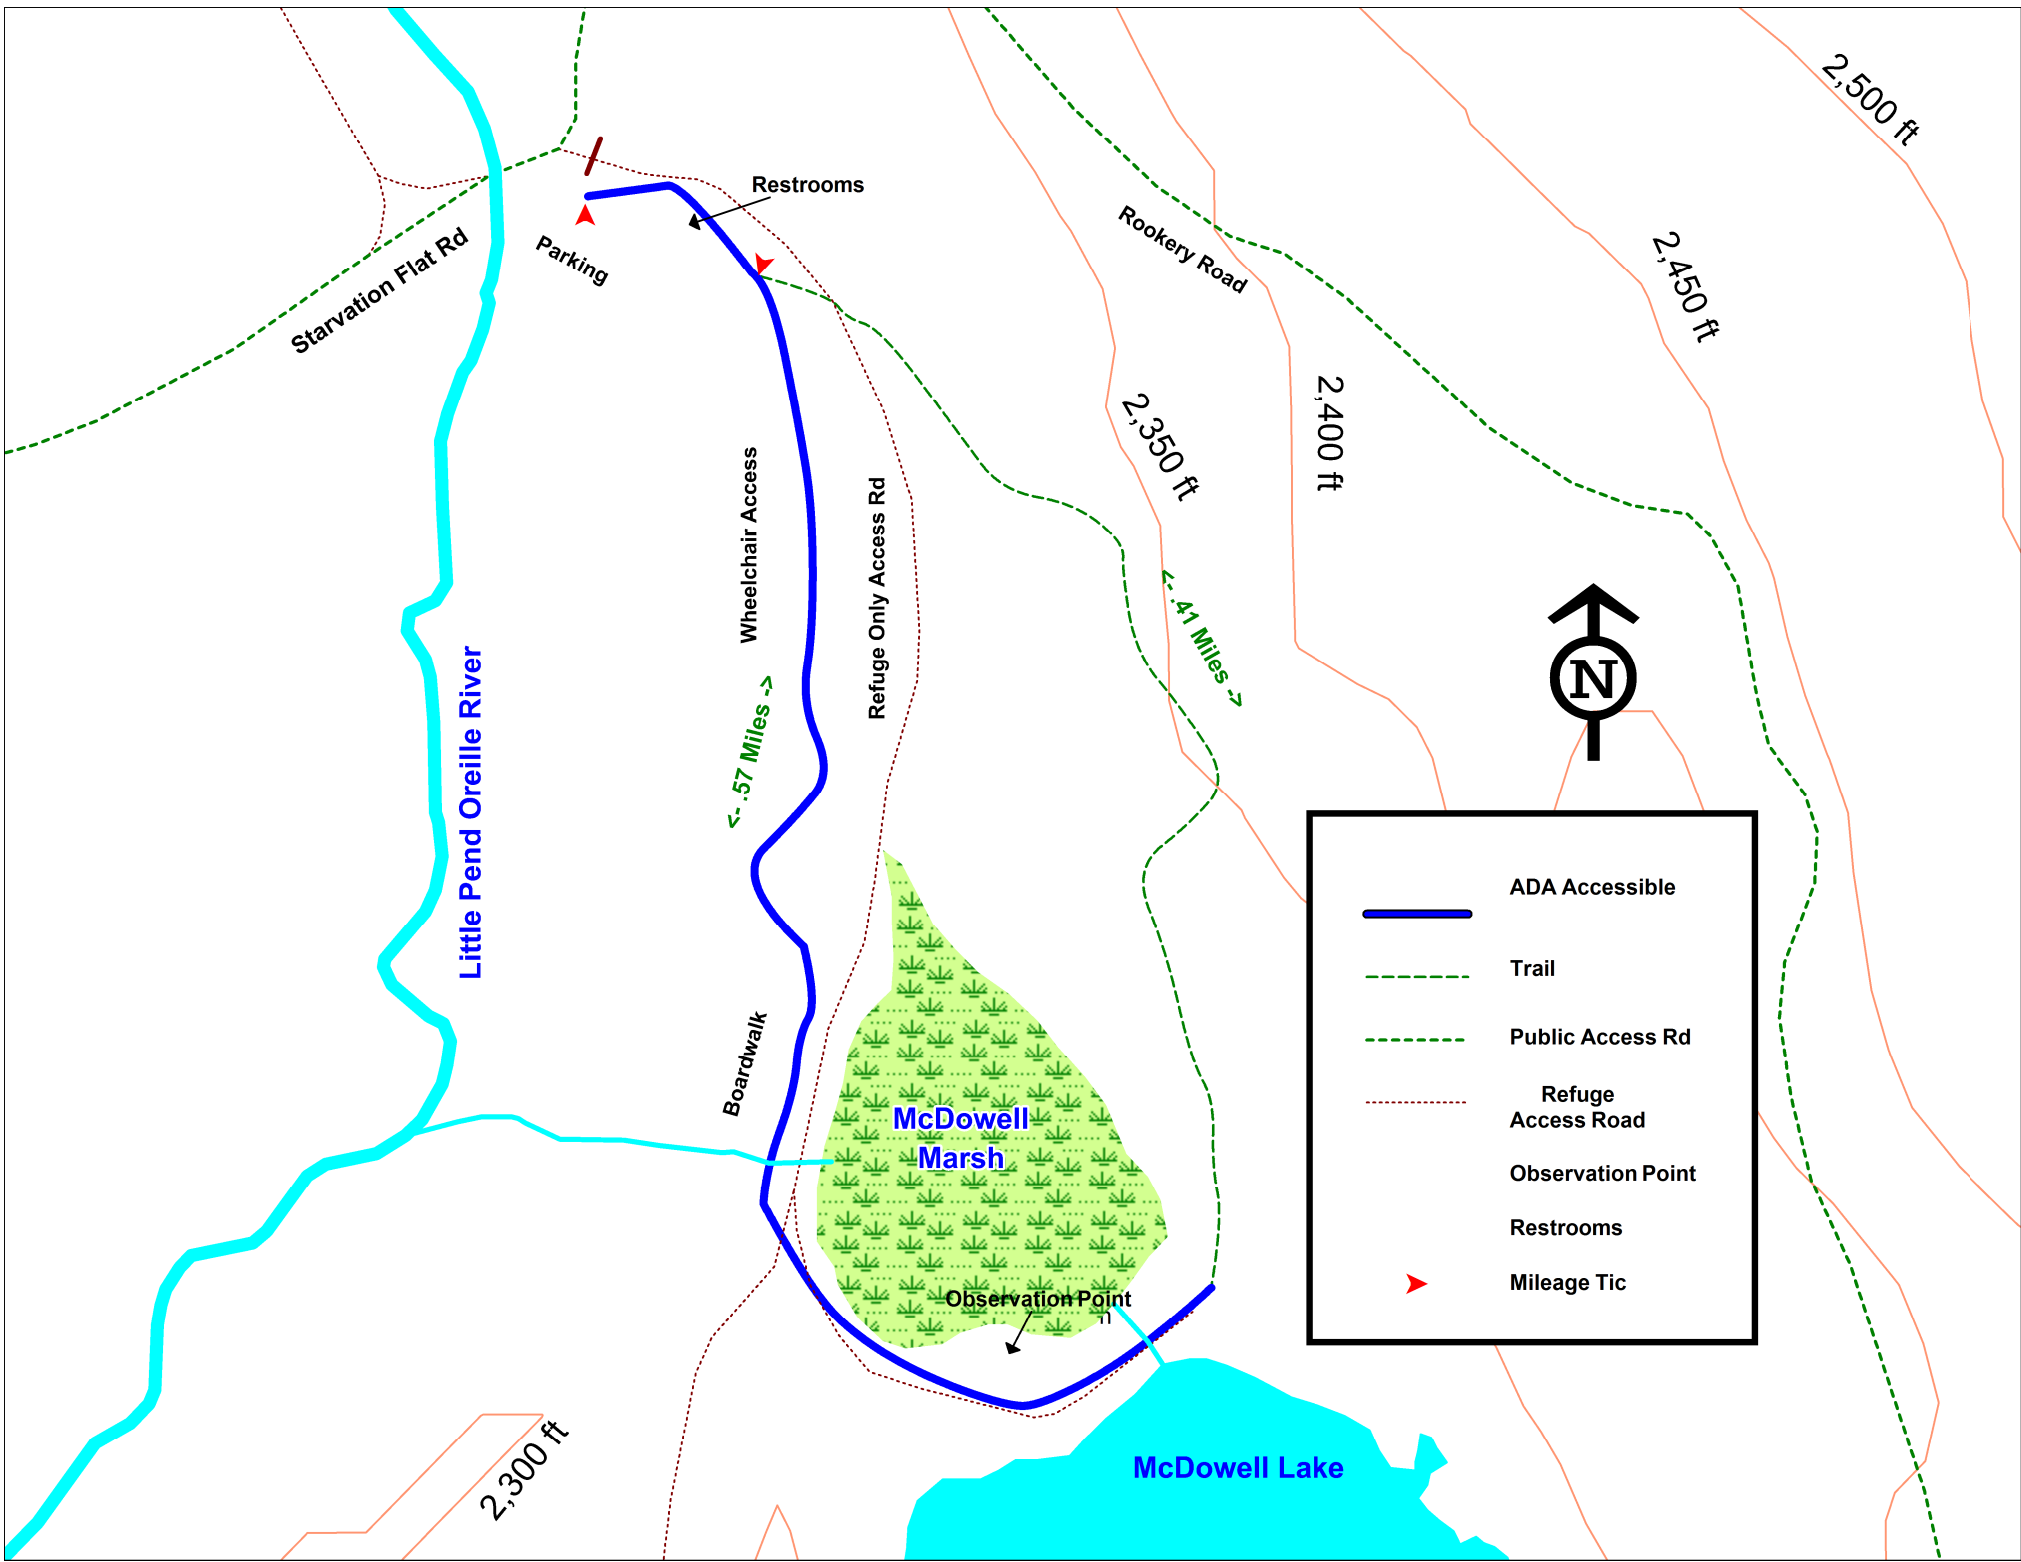 2,500 ft
Restrooms
Rookery Road
Parking
Starvation Flat Rd
2,450 ft
2,400 ft
2,350 ft
Wheelchair Access
Refuge Only Access Rd
<- .41 Miles ->
<- .57 Miles ->
Little Pend Oreille River
N
Boardwalk
McDowell
Marsh
Observation Point
n
McDowell Lake
2,300 ft
ADA Accessible
Trail
Public Access Rd
Refuge
Access Road
Observation Point
Restrooms
Mileage Tic